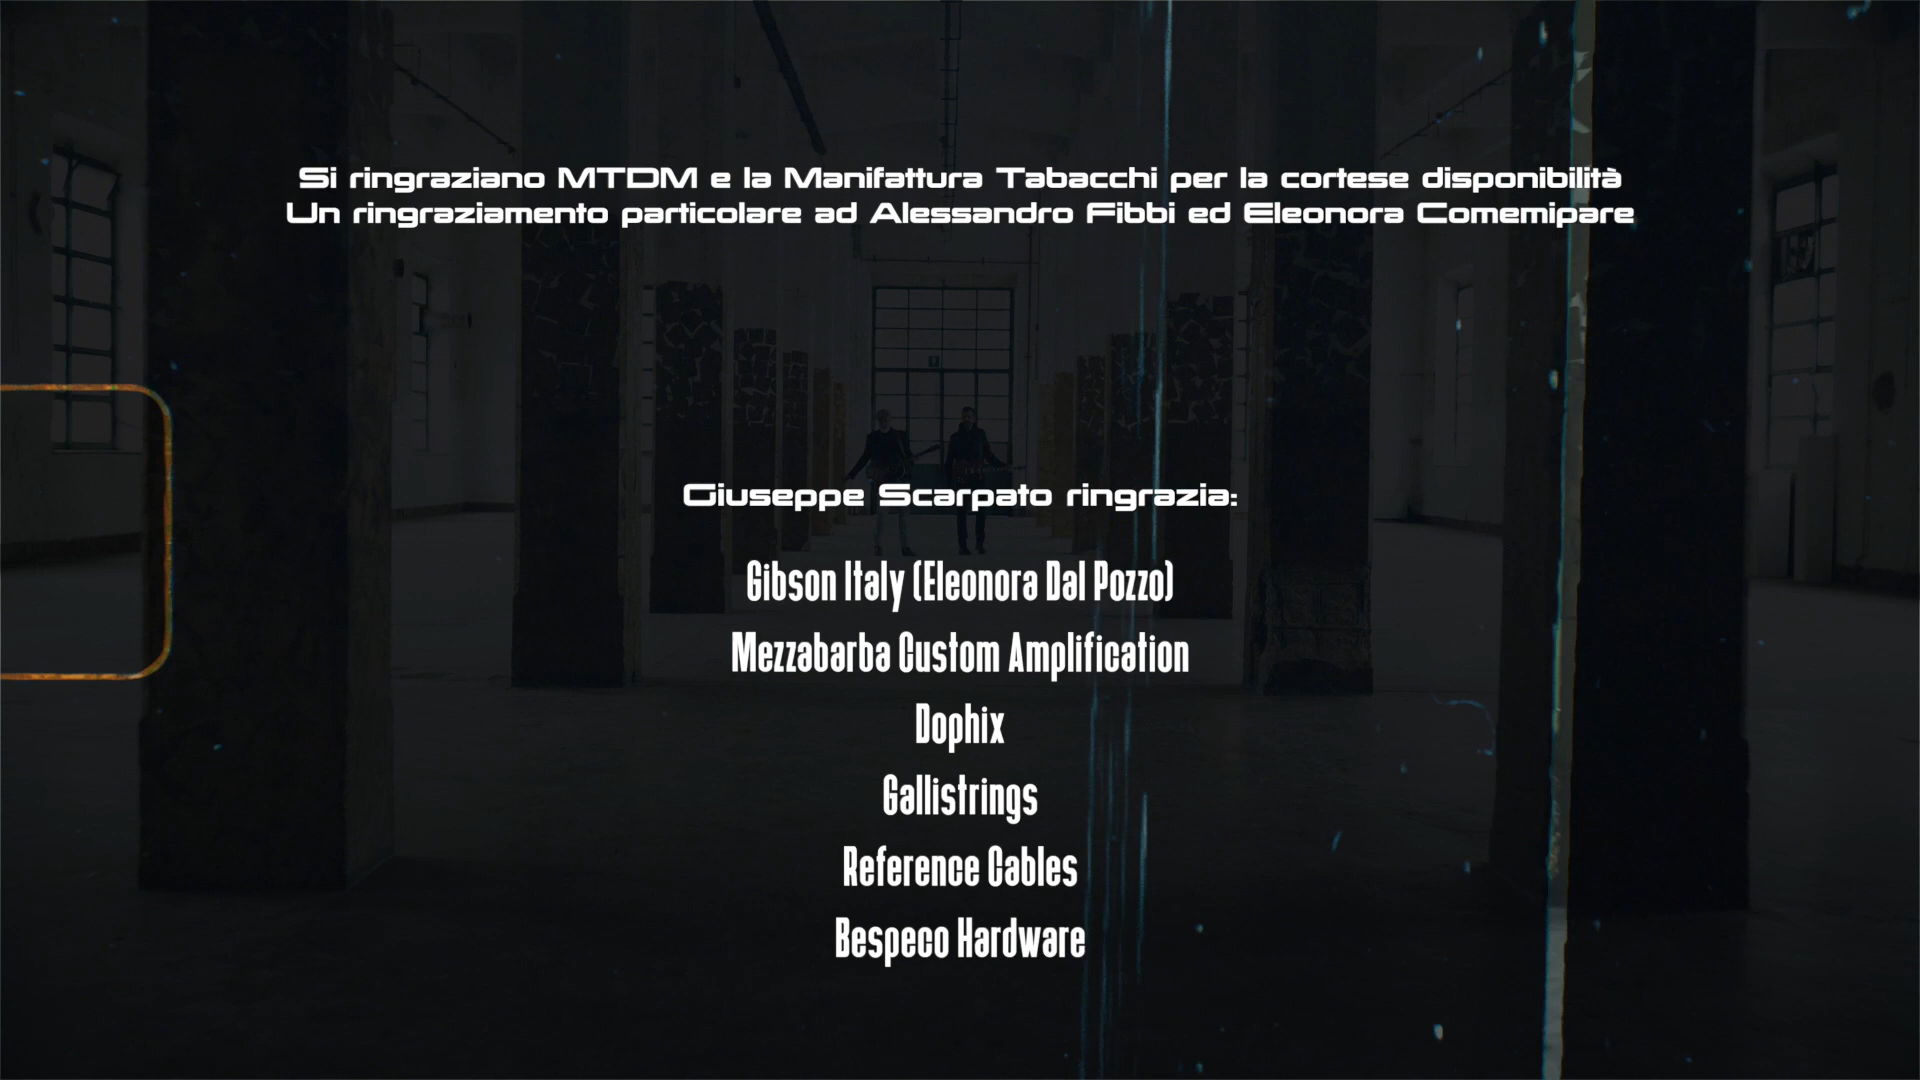 Si ringraziano MTDM e la Manifattura Tabacchi per la cortese disponibilità
Un ringraziamento particolare ad Alessandro Fibbi ed Eleonora Comemipare
Giuseppe Scarpato ringrazia:
Gibson Italy (Eleonora Dal Pozzo)
Mezzabarba Custom Amplification
Dophix
Gallistrings
Reference Cables
Bespeco Hardware